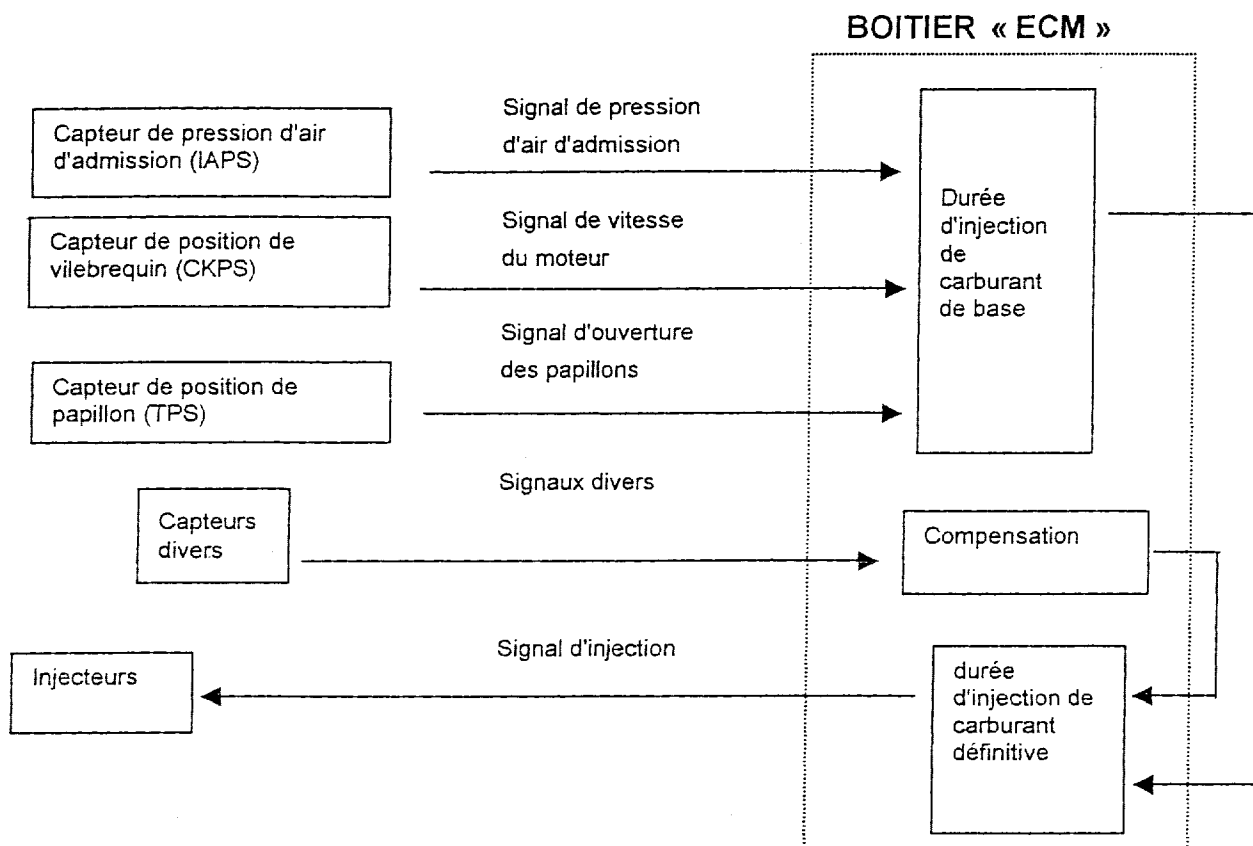 BOITIER « ECM »
Capteur de pression d'air
d'admission (IAPS)
Signal de pression
d'air d'admission
Durée
d'injection
de
carburant
de base
Capteur de position de
vilebrequin (CKPS)
Signal de vitesse
du moteur
Capteur de position de
papillon (TPS)
Signal d'ouverture
des papillons
Capteurs
divers
Signaux divers
Compensation
Injecteurs
Signal d'injection
durée
d'injection de
carburant
définitive